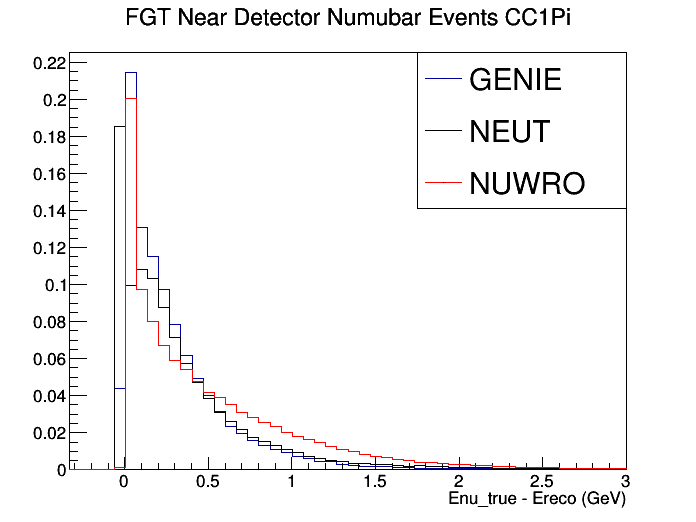 FGT Near Detector Numubar Events CC1Pi
GENIE
NEUT
NUWRO
0.22
0.2
0.18
0.16
0.14
0.12
0.1
0.08
0.06
0.04
0.02
0
0 0.5 1 1.5 2 2.5 3
Enu_true - Ereco (GeV)